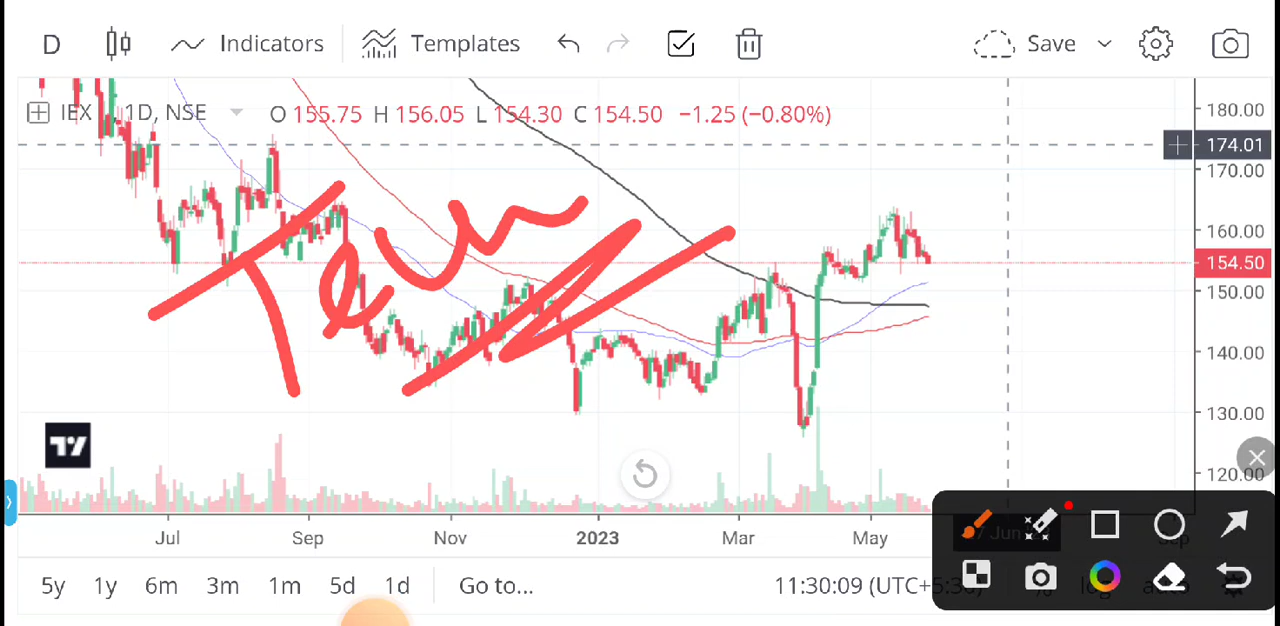 D Indicators Templates Save
IEX 1D, NSE O 155.75 H 156.05 L 154.30 C 154.50 −1.25 (−0.80%)
180.00
174.01
170.00
160.00
154.50
150.00
140.00
130.00
120.00
Jul Sep Nov 2023 Mar May
5y 1y 6m 3m 1m 5d 1d Go to... 11:30:09 (UTC+5:30)